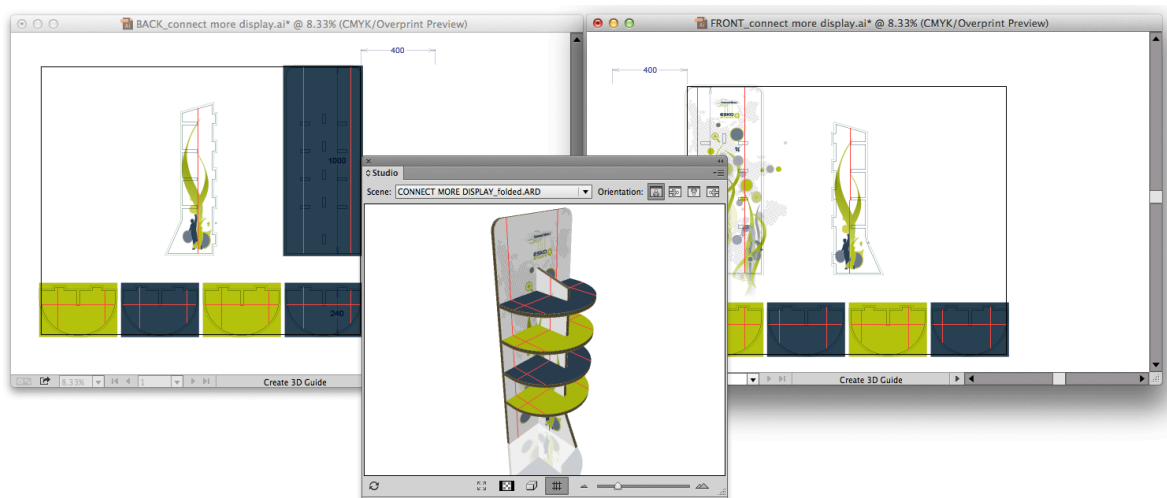 BACK_connect more display.ai* @ 8.33% (CMYK/Overprint Preview)
400
1000
240
8.33%
1
Create 3D Guide
FRONT_connect more display.ai* @ 8.33% (CMYK/Overprint Preview)
400
ESKO
Create 3D Guide
Studio
Scene: CONNECT MORE DISPLAY_folded.ARD Orientation:
ESKO